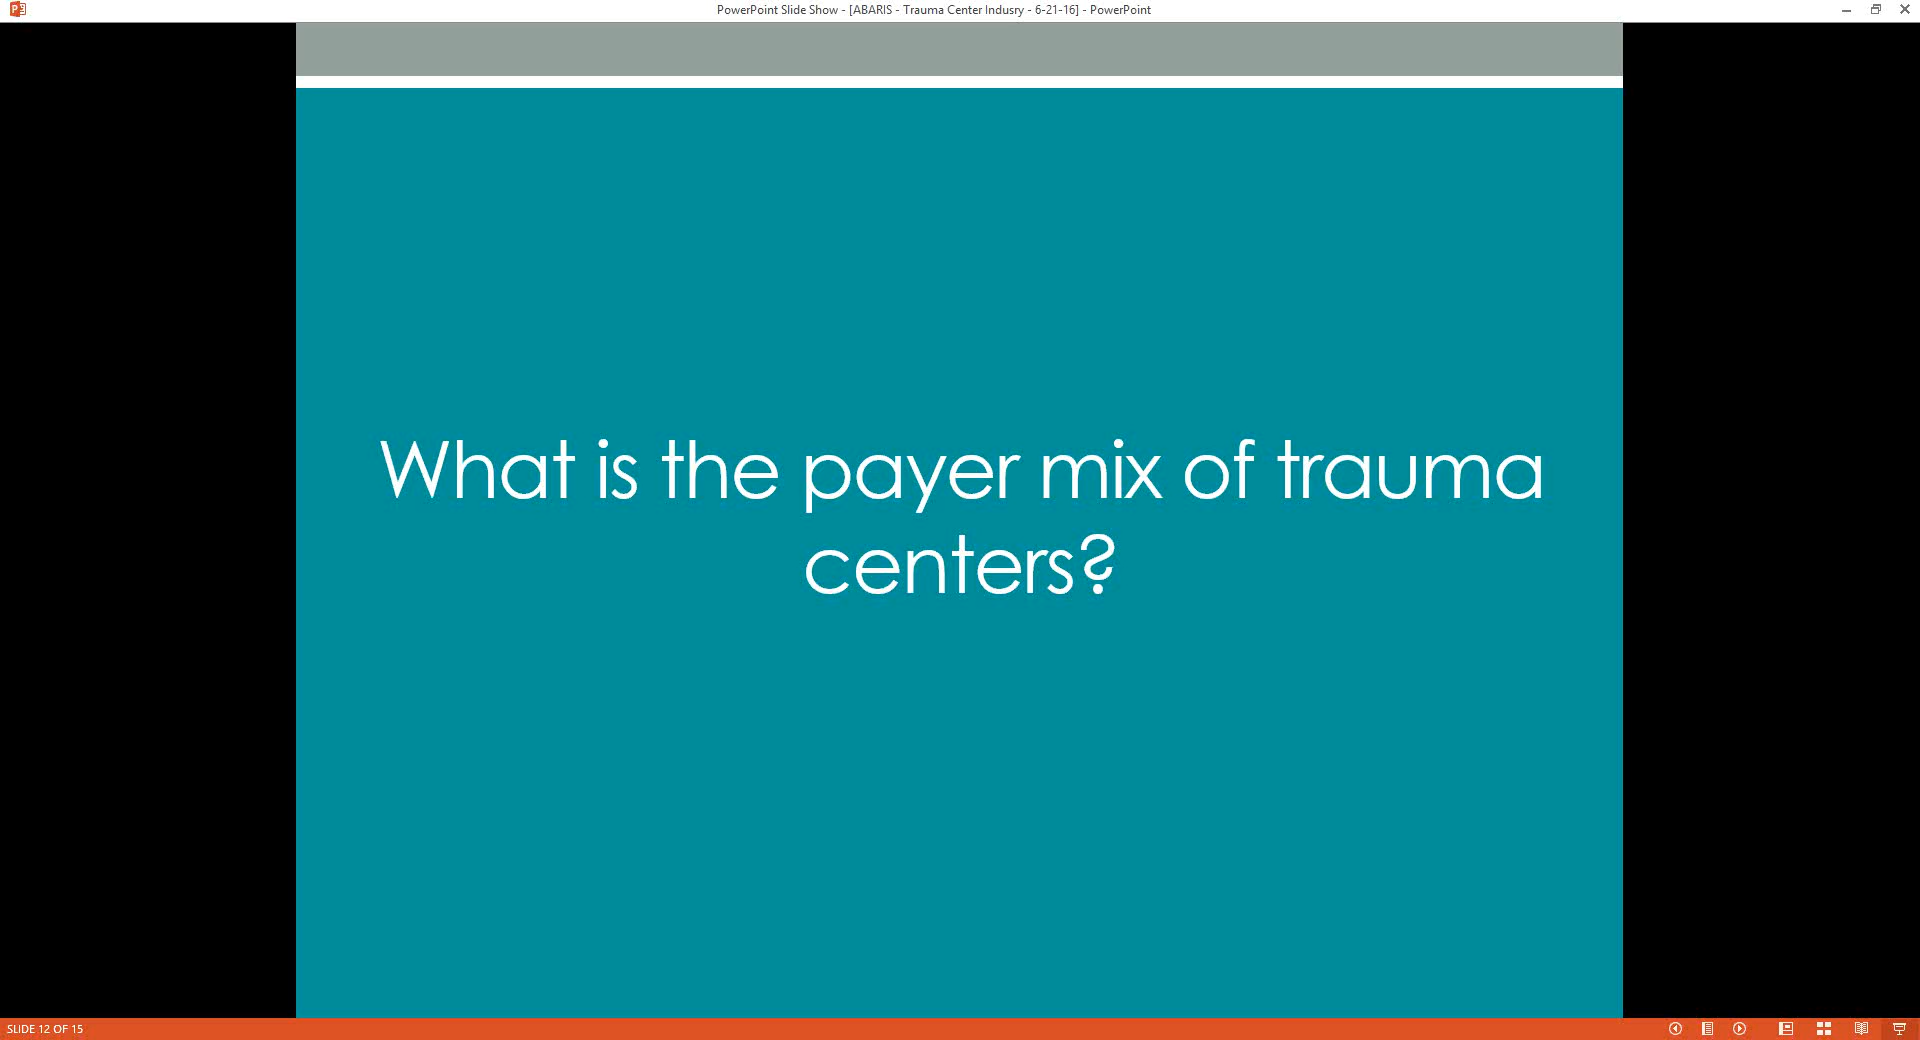 PowerPoint Slide Show - [ABARIS - Trauma Center Indusry - 6-21-16] - PowerPoint
What is the payer mix of trauma
centers?
SLIDE 12 OF 15